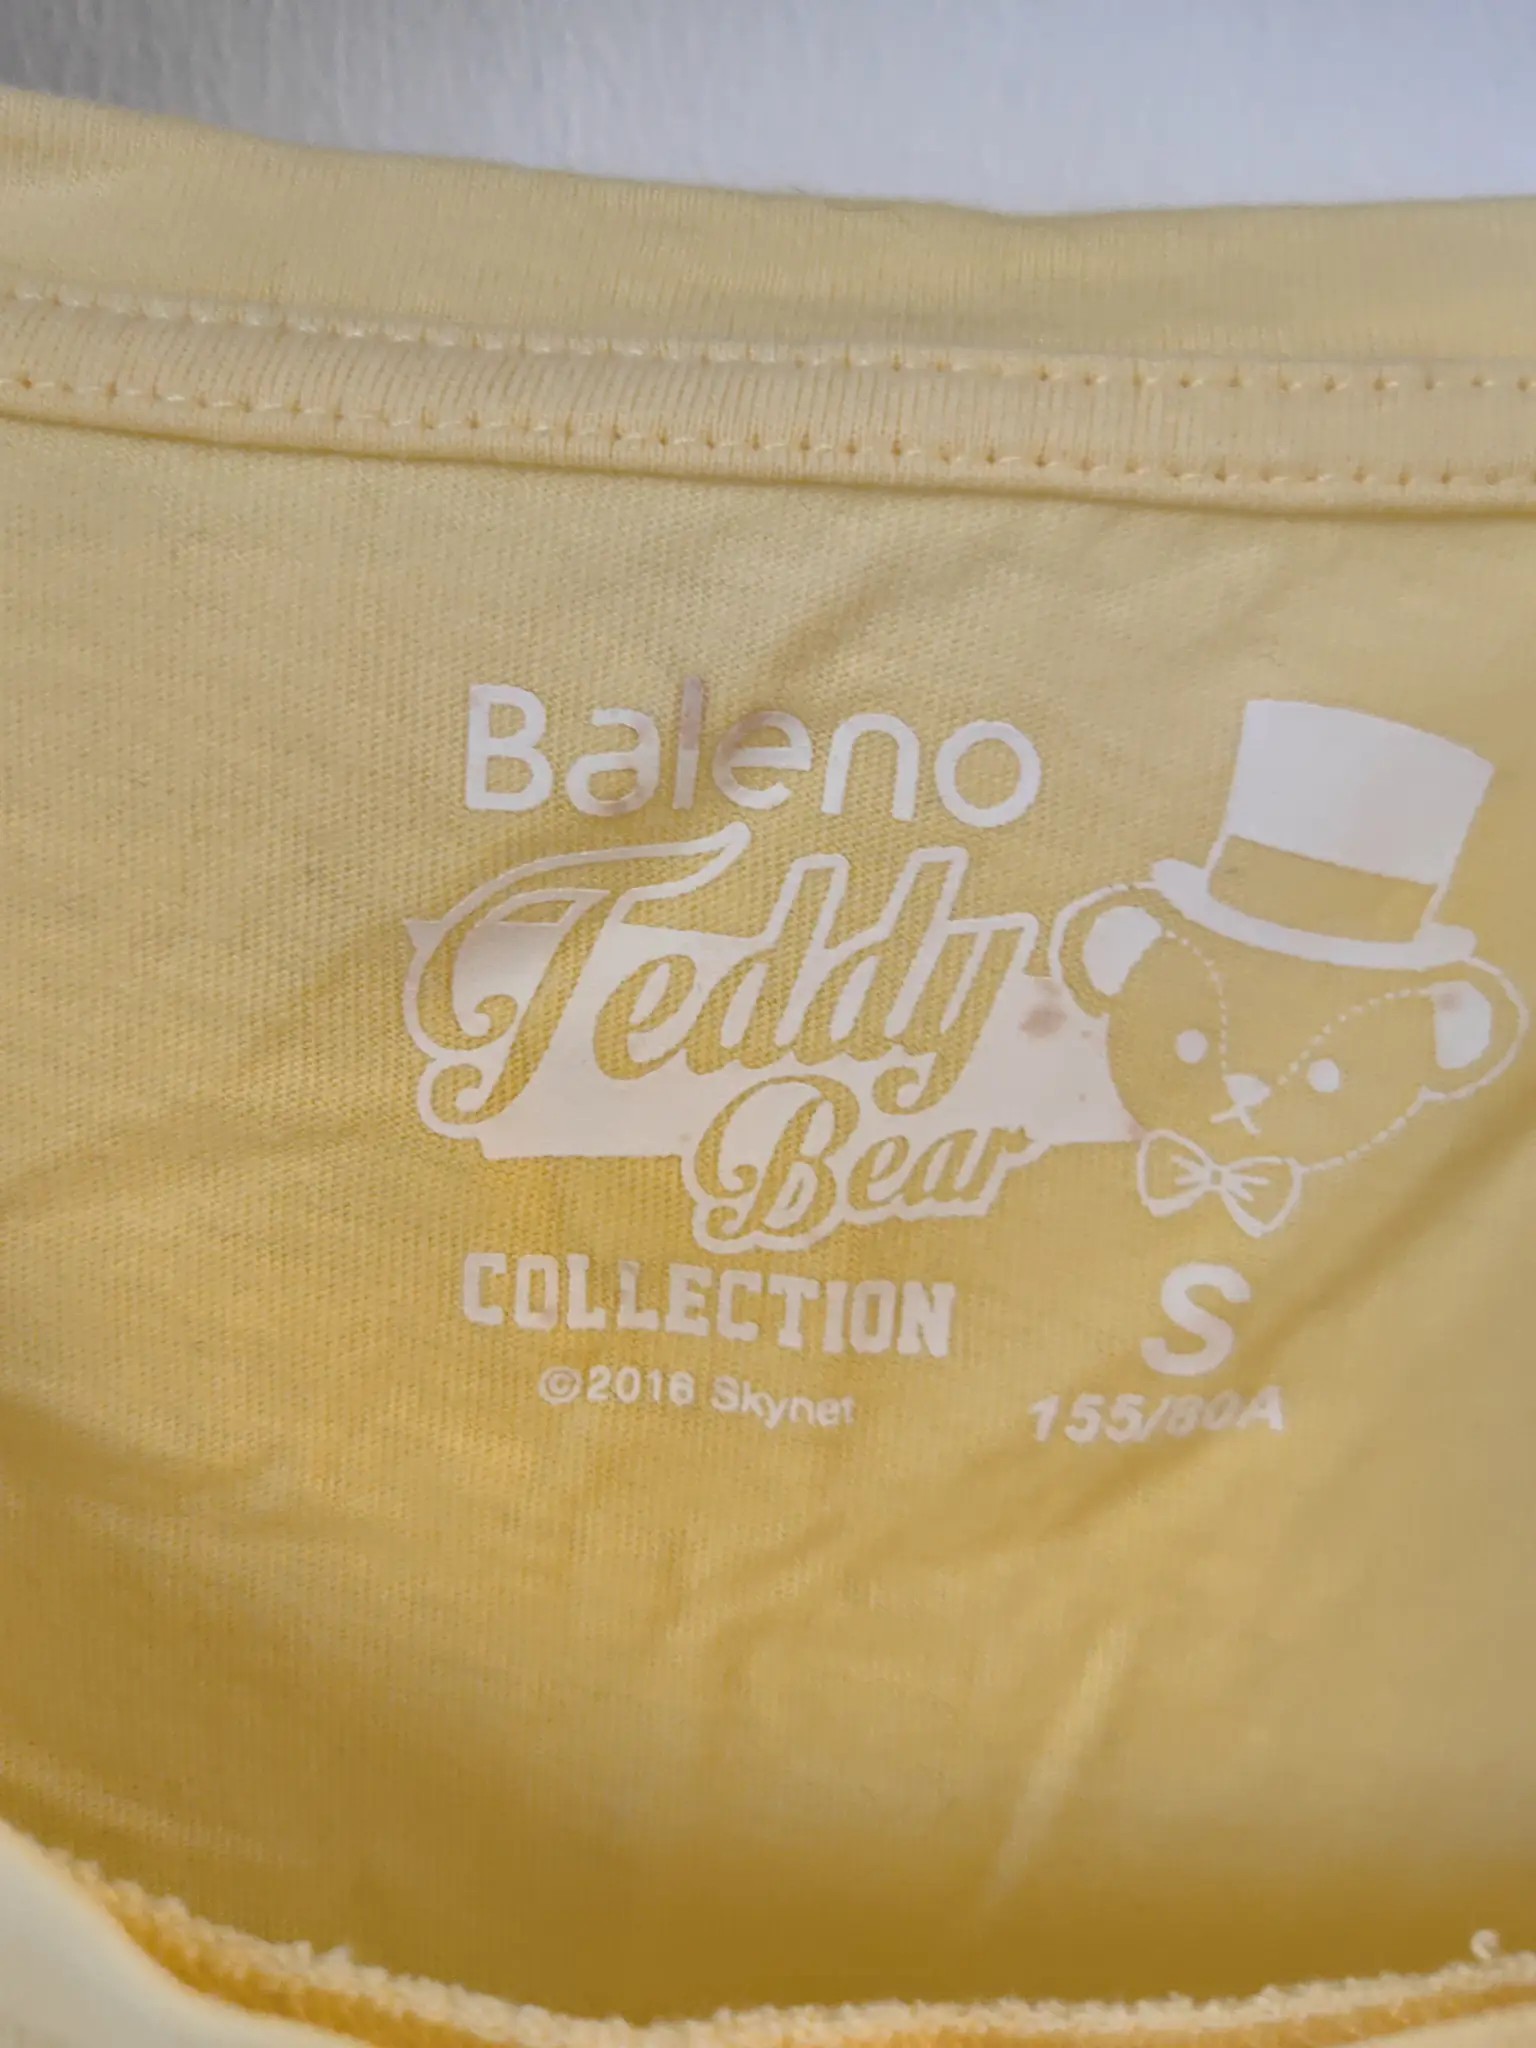 Baleno
Teddy
Bear
COLLECTION
©2016 Skynet
S
155/80A